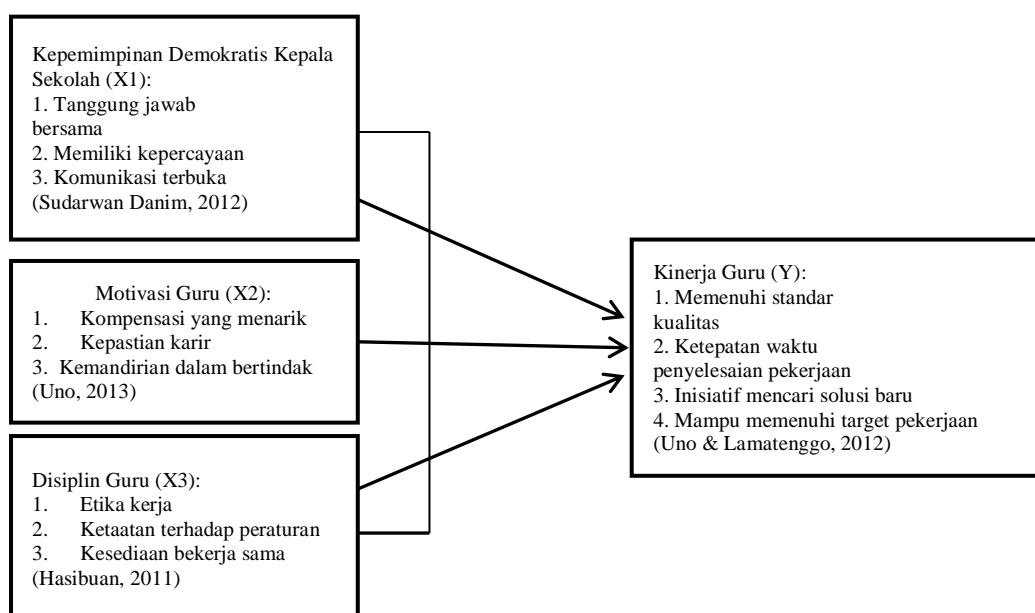 Kepemimpinan Demokratis Kepala
Sekolah (X1):
1. Tanggung jawab
bersama
2. Memiliki kepercayaan
3. Komunikasi terbuka
(Sudarwan Danim, 2012)
Motivasi Guru (X2):
1. Kompensasi yang menarik
2. Kepastian karir
3. Kemandirian dalam bertindak
(Uno, 2013)
Disiplin Guru (X3):
1. Etika kerja
2. Ketaatan terhadap peraturan
3. Kesediaan bekerja sama
(Hasibuan, 2011)
Kinerja Guru (Y):
1. Memenuhi standar
kualitas
2. Ketepatan waktu
penyelesaian pekerjaan
3. Inisiatif mencari solusi baru
4. Mampu memenuhi target pekerjaan
(Uno & Lamatenggo, 2012)